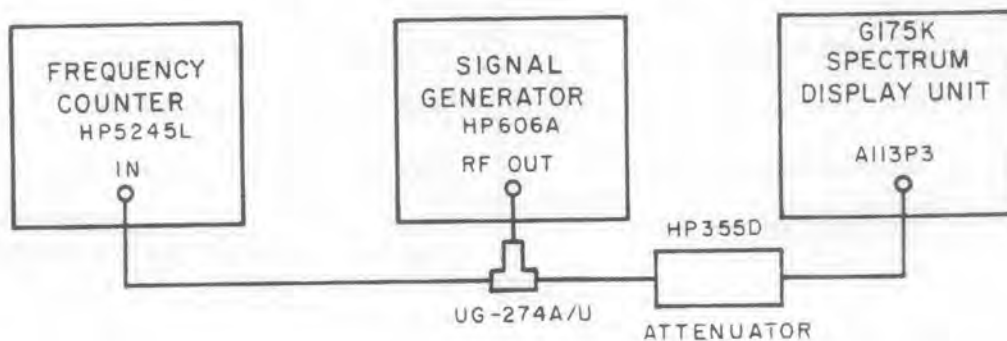 FREQUENCY
COUNTER
HP5245L
IN
SIGNAL
GENERATOR
HP606A
RF OUT
G175K
SPECTRUM
DISPLAY UNIT
A113P3
HP355D
UG-274A/U
ATTENUATOR